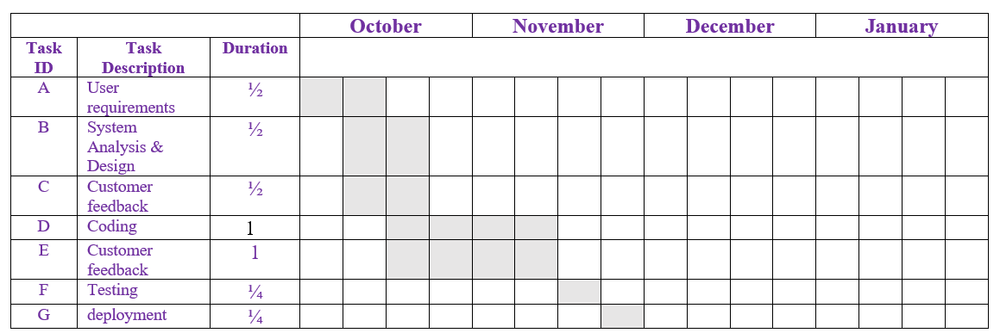 October November December January
Task ID Task Description Duration
A User requirements ½
B System Analysis & Design ½
C Customer feedback ½
D Coding 1
E Customer feedback 1
F Testing ¼
G deployment ¼